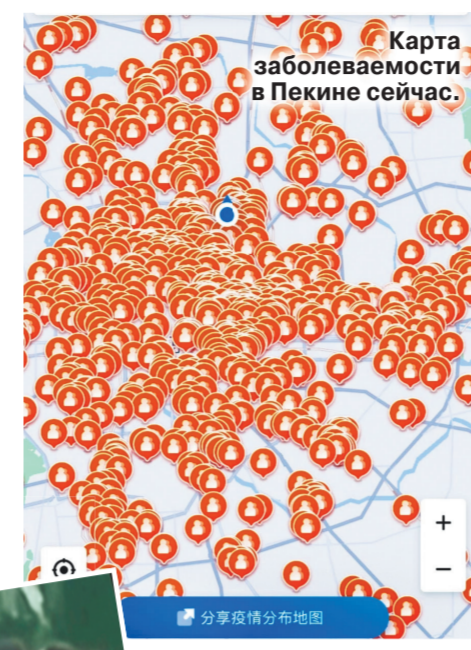 Карта
заболеваемости
в Пекине сейчас.
+
−
分享疫情分布地图